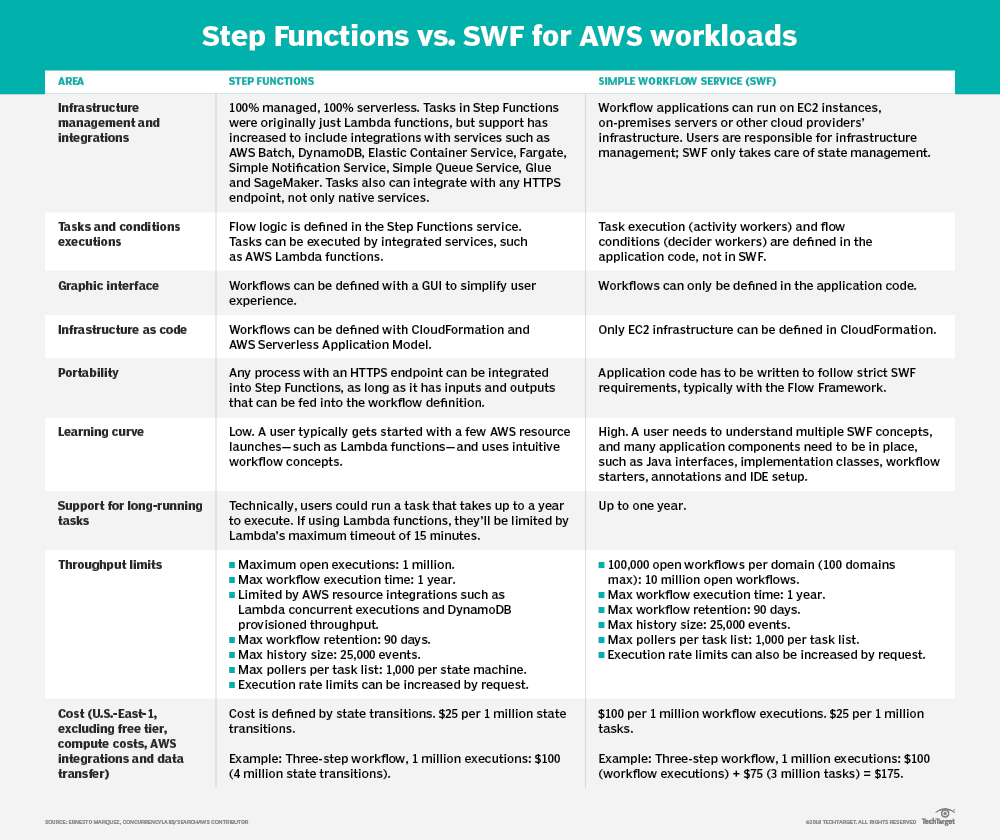 Step Functions vs. SWF for AWS workloads
AREA
STEP FUNCTIONS
SIMPLE WORKFLOW SERVICE (SWF)
Infrastructure
management and
integrations
100% managed, 100% serverless. Tasks in Step Functions
were originally just Lambda functions, but support has
increased to include integrations with services such as
AWS Batch, DynamoDB, Elastic Container Service, Fargate,
Simple Notification Service, Simple Queue Service, Glue
and SageMaker. Tasks also can integrate with any HTTPS
endpoint, not only native services.
Workflow applications can run on EC2 instances,
on-premises servers or other cloud providers'
infrastructure. Users are responsible for infrastructure
management; SWF only takes care of state management.
Tasks and conditions
executions
Flow logic is defined in the Step Functions service.
Tasks can be executed by integrated services, such
as AWS Lambda functions.
Task execution (activity workers) and flow
conditions (decider workers) are defined in the
application code, not in SWF.
Graphic interface
Workflows can be defined with a GUI to simplify user
experience.
Workflows can only be defined in the application code.
Infrastructure as code
Workflows can be defined with CloudFormation and
AWS Serverless Application Model.
Only EC2 infrastructure can be defined in CloudFormation.
Portability
Any process with an HTTPS endpoint can be integrated
into Step Functions, as long as it has inputs and outputs
that can be fed into the workflow definition.
Application code has to be written to follow strict SWF
requirements, typically with the Flow Framework.
Learning curve
Low. A user typically gets started with a few AWS resource
launches—such as Lambda functions—and uses intuitive
workflow concepts.
High. A user needs to understand multiple SWF concepts,
and many application components need to be in place,
such as Java interfaces, implementation classes, workflow
starters, annotations and IDE setup.
Support for long-running
tasks
Technically, users could run a task that takes up to a year
to execute. If using Lambda functions, they'll be limited by
Lambda's maximum timeout of 15 minutes.
Up to one year.
Throughput limits
■ Maximum open executions: 1 million.
■ Max workflow execution time: 1 year.
■ Limited by AWS resource integrations such as
Lambda concurrent executions and DynamoDB
provisioned throughput.
■ Max workflow retention: 90 days.
■ Max history size: 25,000 events.
■ Max pollers per task list: 1,000 per state machine.
■ Execution rate limits can be increased by request.
■ 100,000 open workflows per domain (100 domains
max): 10 million open workflows.
■ Max workflow execution time: 1 year.
■ Max workflow retention: 90 days.
■ Max history size: 25,000 events.
■ Max pollers per task list: 1,000 per task list.
■ Execution rate limits can also be increased by request.
Cost (U.S.-East-1,
excluding free tier,
compute costs, AWS
integrations and data
transfer)
Cost is defined by state transitions. $25 per 1 million state
transitions.
Example: Three-step workflow, 1 million executions: $100
(4 million state transitions).
$100 per 1 million workflow executions. $25 per 1 million
tasks.
Example: Three-step workflow, 1 million executions: $100
(workflow executions) + $75 (3 million tasks) = $175.
SOURCE: ERNESTO MARQUEZ, CONCURRENCYLABS/SEARCHAWS CONTRIBUTOR
©2018 TECHTARGET. ALL RIGHTS RESERVED
TechTarget